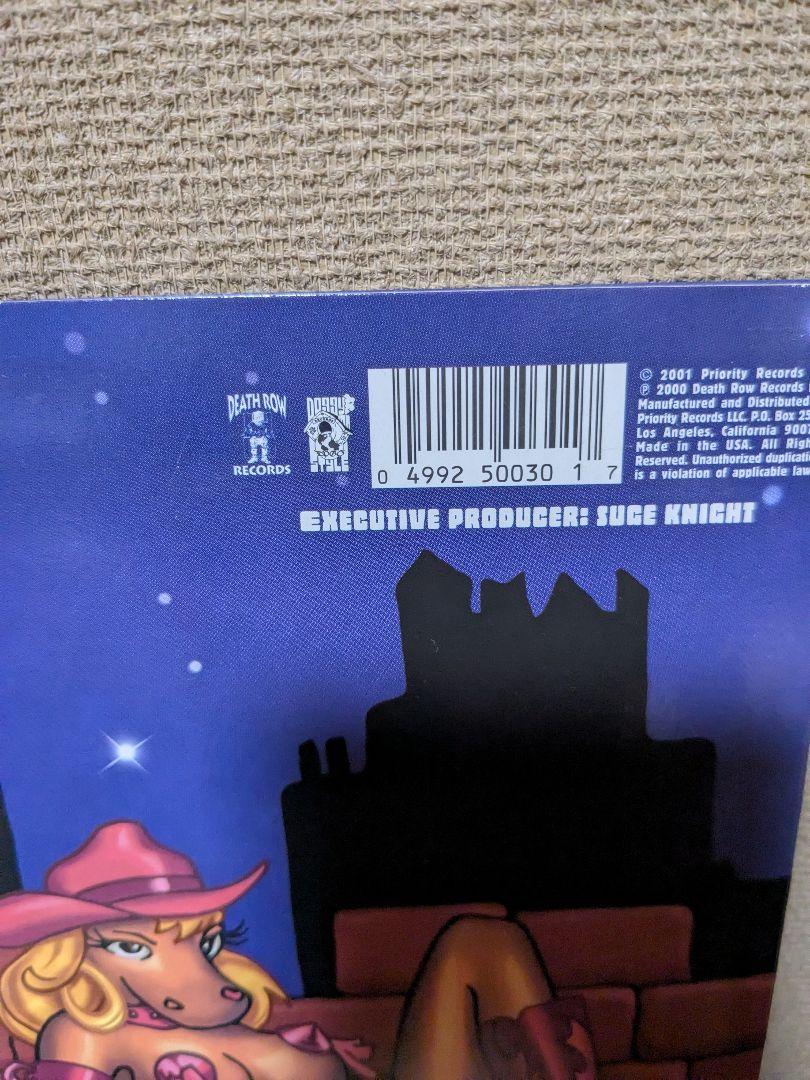 DEATH ROW
RECORDS
DOGGY
STYLE
0 4992 50030 1 7
© 2001 Priority Records
℗ 2000 Death Row Records
Manufactured and Distributed
Priority Records LLC. P.O. Box
Los Angeles, California
Made in the USA. All
Reserved. Unauthorized
is a violation of applicable
EXECUTIVE PRODUCER: SUGE KNIGHT